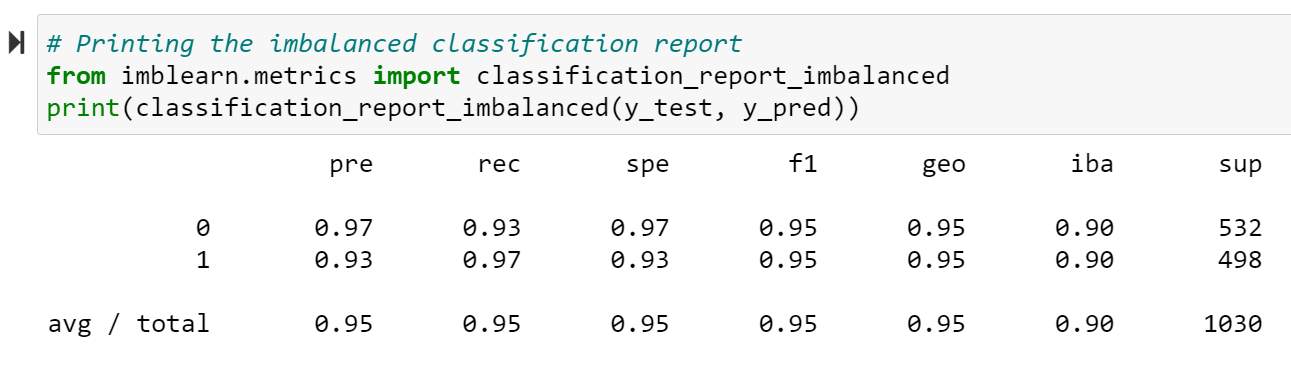 # Printing the imbalanced classification report
from imblearn.metrics import classification_report_imbalanced
print(classification_report_imbalanced(y_test, y_pred))
pre rec spe f1 geo iba sup
0 0.97 0.93 0.97 0.95 0.95 0.90 532
1 0.93 0.97 0.93 0.95 0.95 0.90 498
avg / total 0.95 0.95 0.95 0.95 0.95 0.90 1030